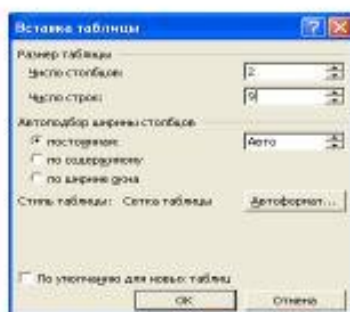 Вставка таблицы
Размер таблицы
Число столбцов: 2
Число строк: 9
Автоподбор ширины столбцов
постоянная: Авто
по содержимому
по ширине окна
Стиль таблицы: Сетка таблицы Автоформат...
По умолчанию для новых таблиц
ОК Отмена